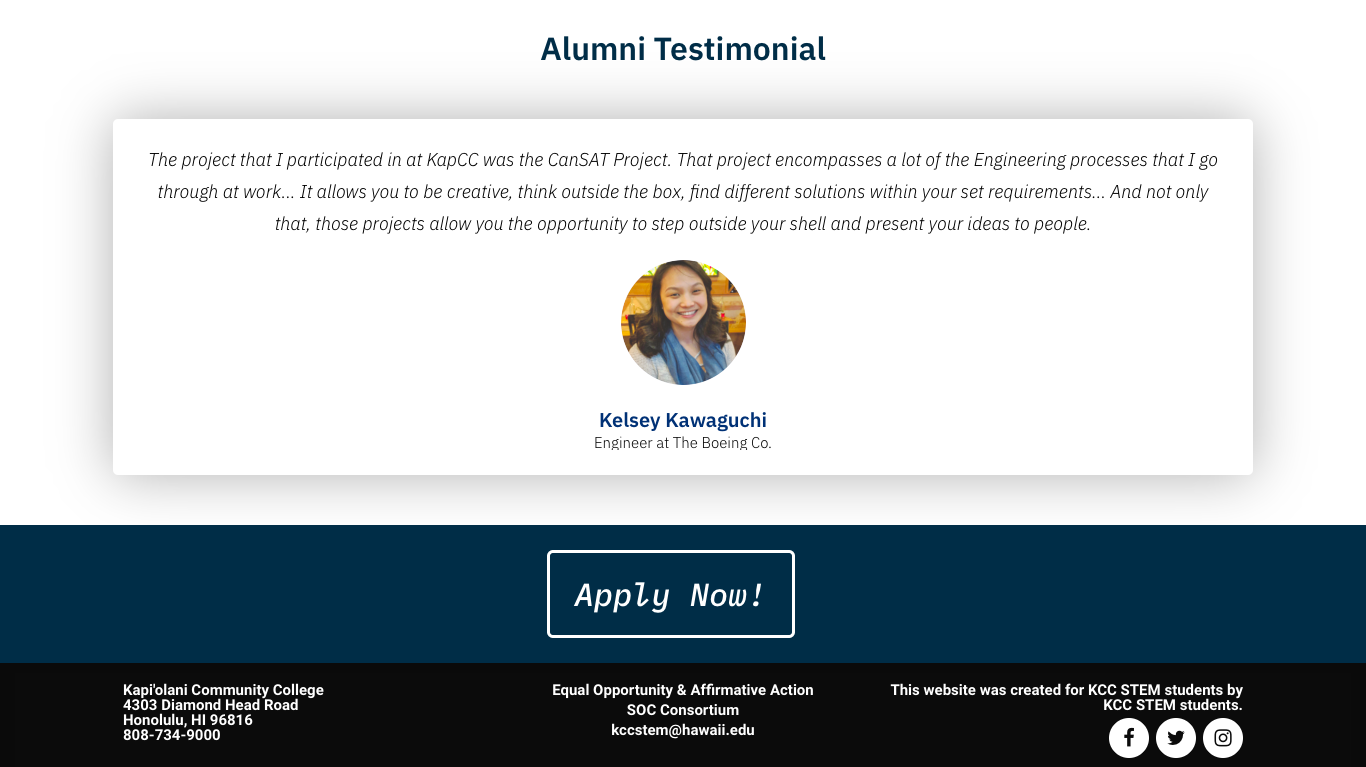 Alumni Testimonial
The project that I participated in at KapCC was the CanSAT Project. That project encompasses a lot of the Engineering processes that I go
through at work... It allows you to be creative, think outside the box, find different solutions within your set requirements... And not only
that, those projects allow you the opportunity to step outside your shell and present your ideas to people.
Kelsey Kawaguchi
Engineer at The Boeing Co.
Apply Now!
Kapi'olani Community College
4303 Diamond Head Road
Honolulu, HI 96816
808-734-9000
Equal Opportunity & Affirmative Action
SOC Consortium
kccstem@hawaii.edu
This website was created for KCC STEM students by
KCC STEM students.